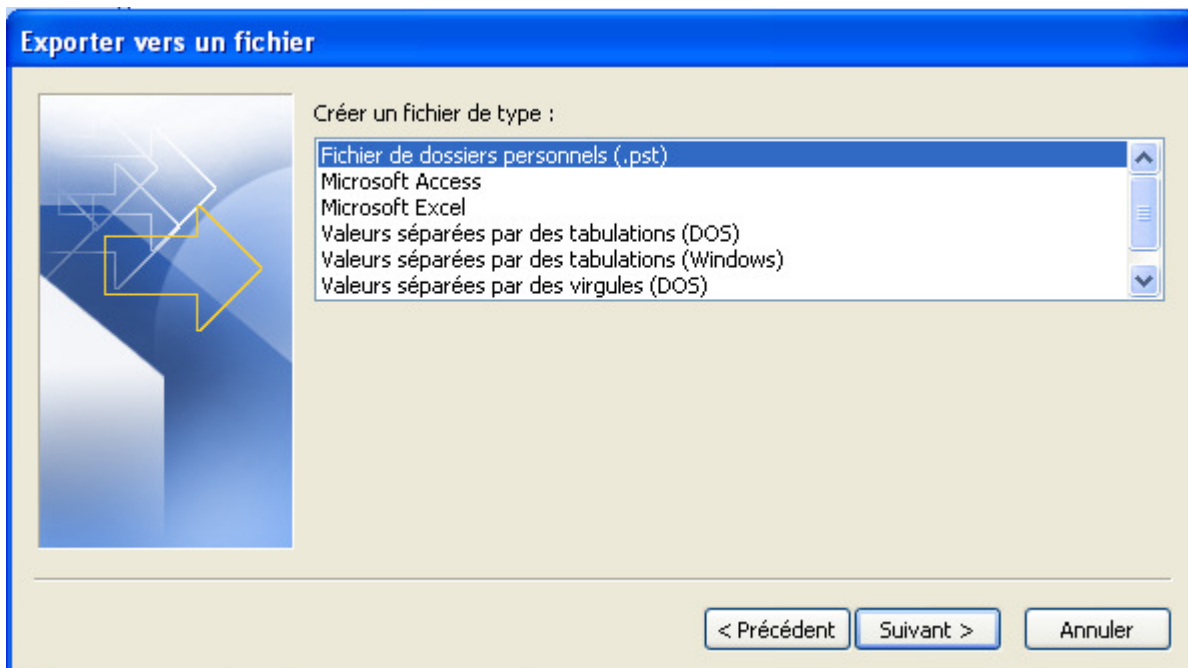 Exporter vers un fichier
Créer un fichier de type :
Fichier de dossiers personnels (.pst)
Microsoft Access
Microsoft Excel
Valeurs séparées par des tabulations (DOS)
Valeurs séparées par des tabulations (Windows)
Valeurs séparées par des virgules (DOS)
< Précédent
Suivant >
Annuler